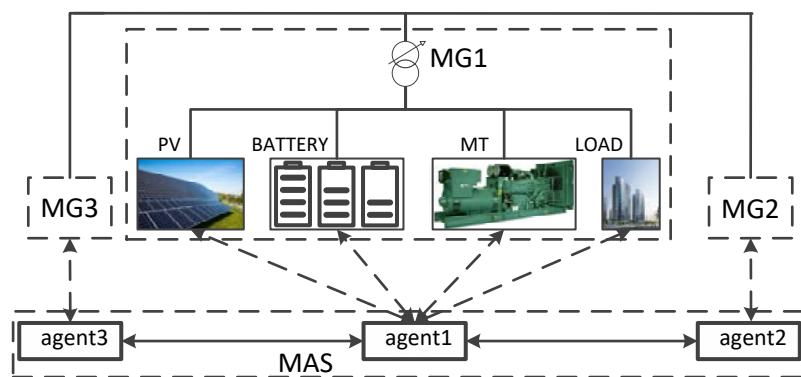 MG1
PV
BATTERY
MT
LOAD
MG3
MG2
agent3
agent1
agent2
MAS